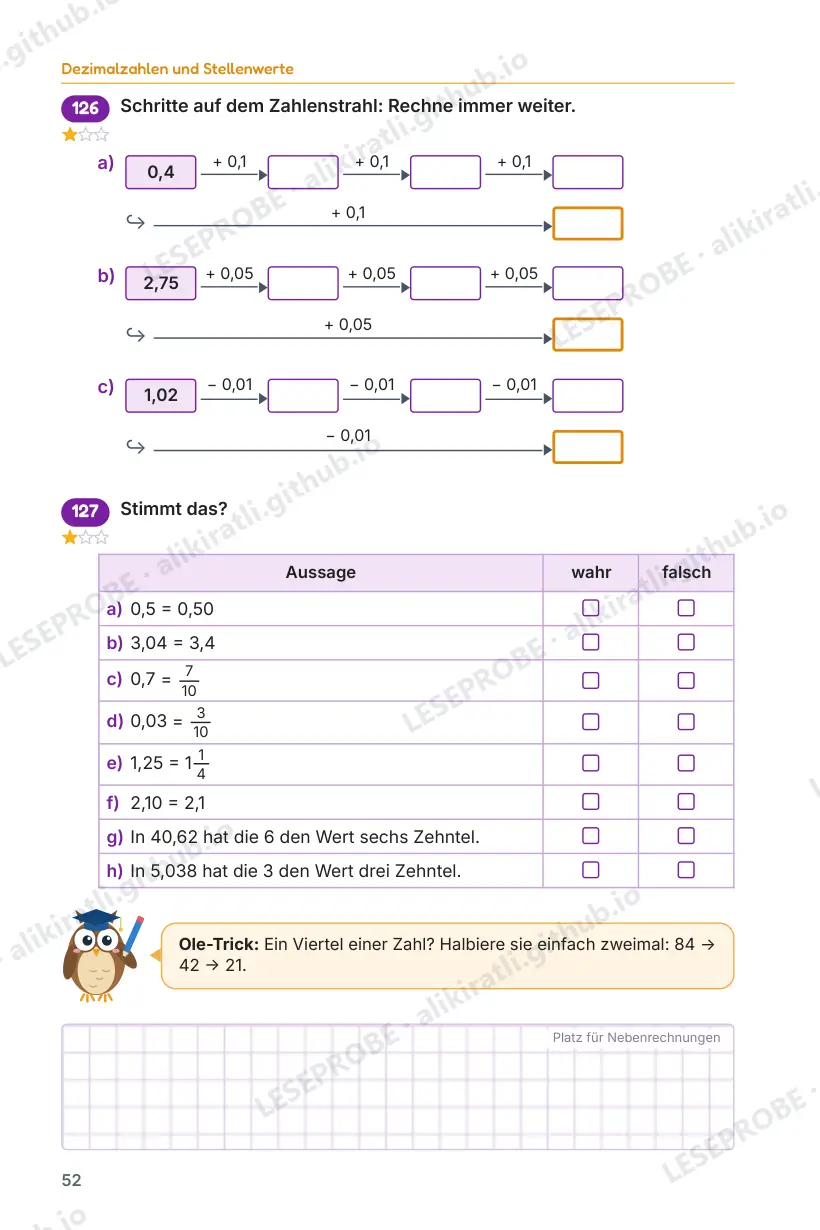 Dezimalzahlen und Stellenwerte
126 Schritte auf dem Zahlenstrahl: Rechne immer weiter.
a) 0,4 + 0,1 + 0,1 + 0,1
↪ + 0,1
b) 2,75 + 0,05 + 0,05 + 0,05
↪ + 0,05
c) 1,02 − 0,01 − 0,01 − 0,01
↪ − 0,01
127 Stimmt das?
Aussage wahr falsch
a) 0,5 = 0,50
b) 3,04 = 3,4
c) 0,7 = 7/10
d) 0,03 = 3/10
e) 1,25 = 1 1/4
f) 2,10 = 2,1
g) In 40,62 hat die 6 den Wert sechs Zehntel.
h) In 5,038 hat die 3 den Wert drei Zehntel.
Ole-Trick: Ein Viertel einer Zahl? Halbiere sie einfach zweimal: 84 →
42 → 21.
Platz für Nebenrechnungen
52
LESEPROBE · alikiratli.github.io